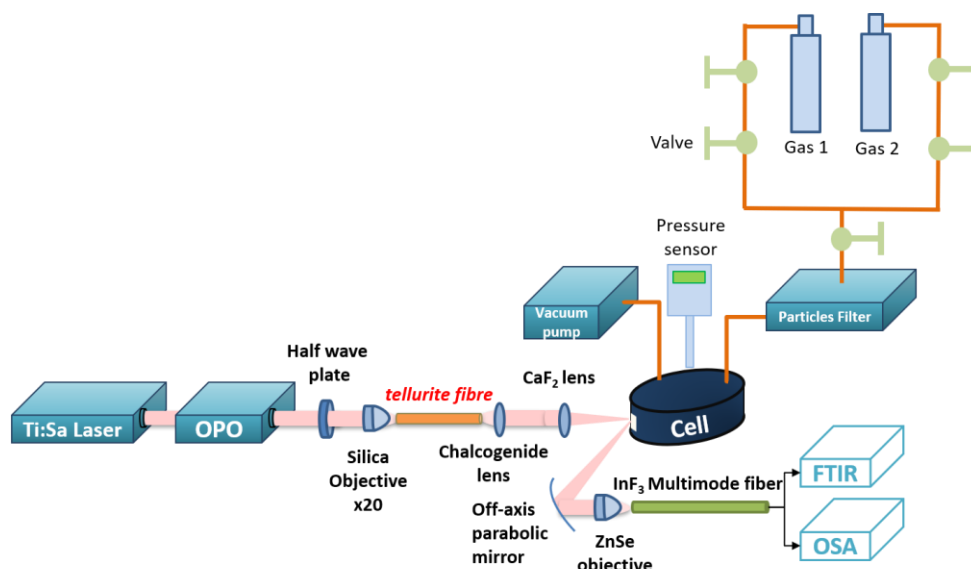 Valve
Gas 1
Gas 2
Pressure
sensor
Vacuum
pump
Particles Filter
Half wave
plate
tellurite fibre
CaF2 lens
Ti:Sa Laser
OPO
Cell
Silica
Objective
x20
Chalcogenide
lens
InF3 Multimode fiber
FTIR
Off-axis
parabolic
mirror
ZnSe
objective
OSA